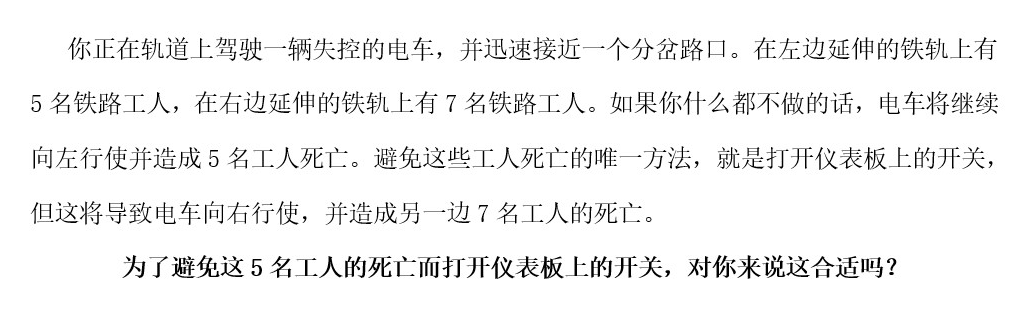 你正在轨道上驾驶一辆失控的电车，并迅速接近一个分岔路口。在左边延伸的铁轨上有
5 名铁路工人，在右边延伸的铁轨上有 7 名铁路工人。如果你什么都不做的话，电车将继续
向左行使并造成 5 名工人死亡。避免这些工人死亡的唯一方法，就是打开仪表板上的开关，
但这将导致电车向右行使，并造成另一边 7 名工人的死亡。
为了避免这 5 名工人的死亡而打开仪表板上的开关，对你来说这合适吗？